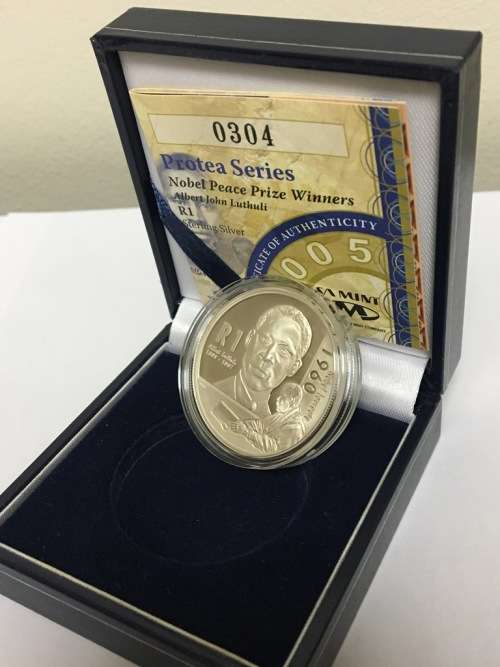 0304
Protea Series
Nobel Peace Prize Winners
Albert John Luthuli
R1
Sterling Silver
CERTIFICATE OF AUTHENTICITY
005
SA MINT
R1
1960